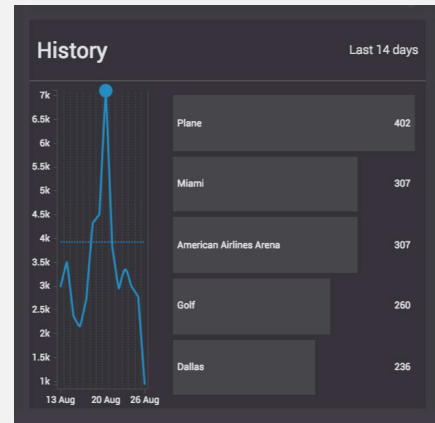 History
Last 14 days
7k
6.5k
6k
5.5k
5k
4.5k
4k
3.5k
3k
2.5k
2k
1.5k
1k
13 Aug
20 Aug
26 Aug
Plane 402
Miami 307
American Airlines Arena 307
Golf 260
Dallas 236